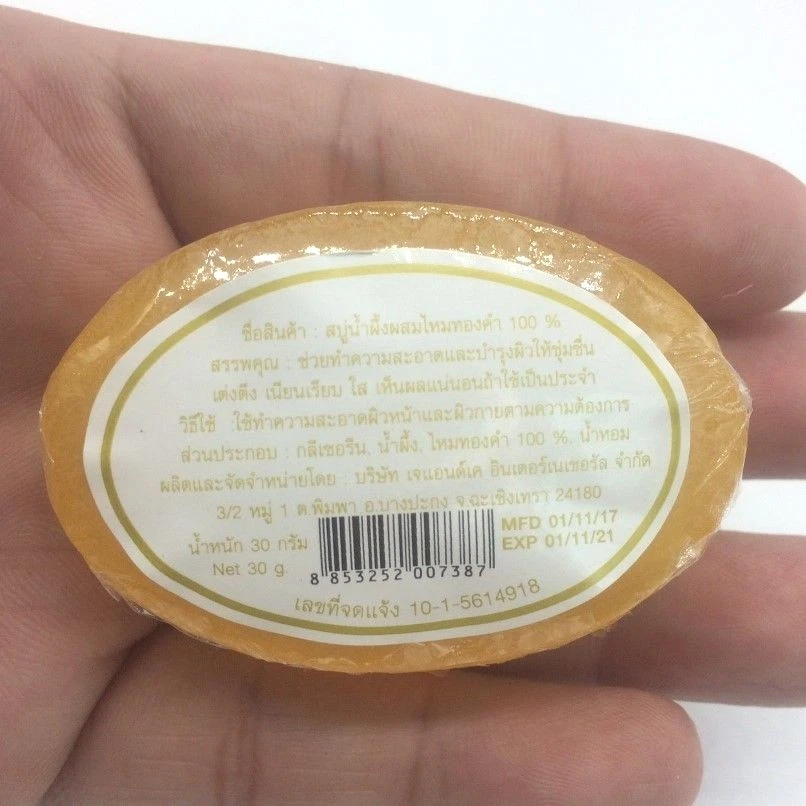 ชื่อสินค้า : สบู่น้ำผึ้งผสมไหมทองคำ 100 %
สรรพคุณ : ช่วยทำความสะอาดและบำรุงผิวให้ชุ่มชื่น
เต่งตึง เนียนเรียบ ใส เห็นผลแน่นอนถ้าใช้เป็นประจำ
วิธีใช้ :ใช้ทำความสะอาดผิวหน้าและผิวกายตามความต้องการ
ส่วนประกอบ : กลีเซอรีน, น้ำผึ้ง, ไหมทองคำ 100 %, น้ำหอม
ผลิตและจัดจำหน่ายโดย : บริษัท เจแอนด์เค อินเตอร์เนเชอรัล จำกัด
3/2 หมู่ 1 ต.พิมพา อ.บางปะกง จ.ฉะเชิงเทรา 24180
น้ำหนัก 30 กรัม
Net 30 g.
8 853252 007387
MFD 01/11/17
EXP 01/11/21
เลขที่จดแจ้ง 10-1-5614918